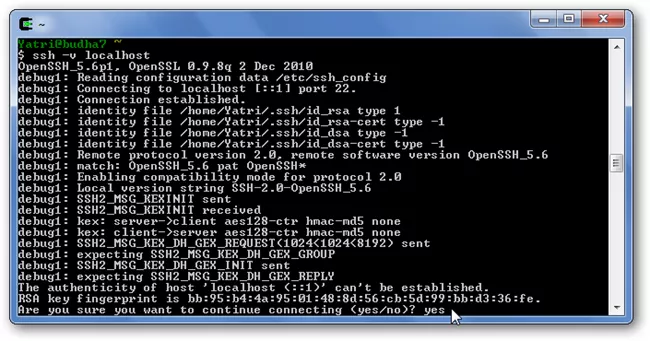 ~
Yatri@budha7 ~
$ ssh -v localhost
OpenSSH_5.6p1, OpenSSL 0.9.8q 2 Dec 2010
debug1: Reading configuration data /etc/ssh_config
debug1: Connecting to localhost [::1] port 22.
debug1: Connection established.
debug1: identity file /home/Yatri/.ssh/id_rsa type 1
debug1: identity file /home/Yatri/.ssh/id_rsa-cert type -1
debug1: identity file /home/Yatri/.ssh/id_dsa type -1
debug1: identity file /home/Yatri/.ssh/id_dsa-cert type -1
debug1: Remote protocol version 2.0, remote software version OpenSSH_5.6
debug1: match: OpenSSH_5.6 pat OpenSSH*
debug1: Enabling compatibility mode for protocol 2.0
debug1: Local version string SSH-2.0-OpenSSH_5.6
debug1: SSH2_MSG_KEXINIT sent
debug1: SSH2_MSG_KEXINIT received
debug1: kex: server->client aes128-ctr hmac-md5 none
debug1: kex: client->server aes128-ctr hmac-md5 none
debug1: SSH2_MSG_KEX_DH_GEX_REQUEST(1024<1024<8192) sent
debug1: expecting SSH2_MSG_KEX_DH_GEX_GROUP
debug1: SSH2_MSG_KEX_DH_GEX_INIT sent
debug1: expecting SSH2_MSG_KEX_DH_GEX_REPLY
The authenticity of host 'localhost (::1)' can't be established.
RSA key fingerprint is bb:95:b4:4a:95:01:48:8d:56:cb:5d:99:bb:d3:36:fe.
Are you sure you want to continue connecting (yes/no)? yes